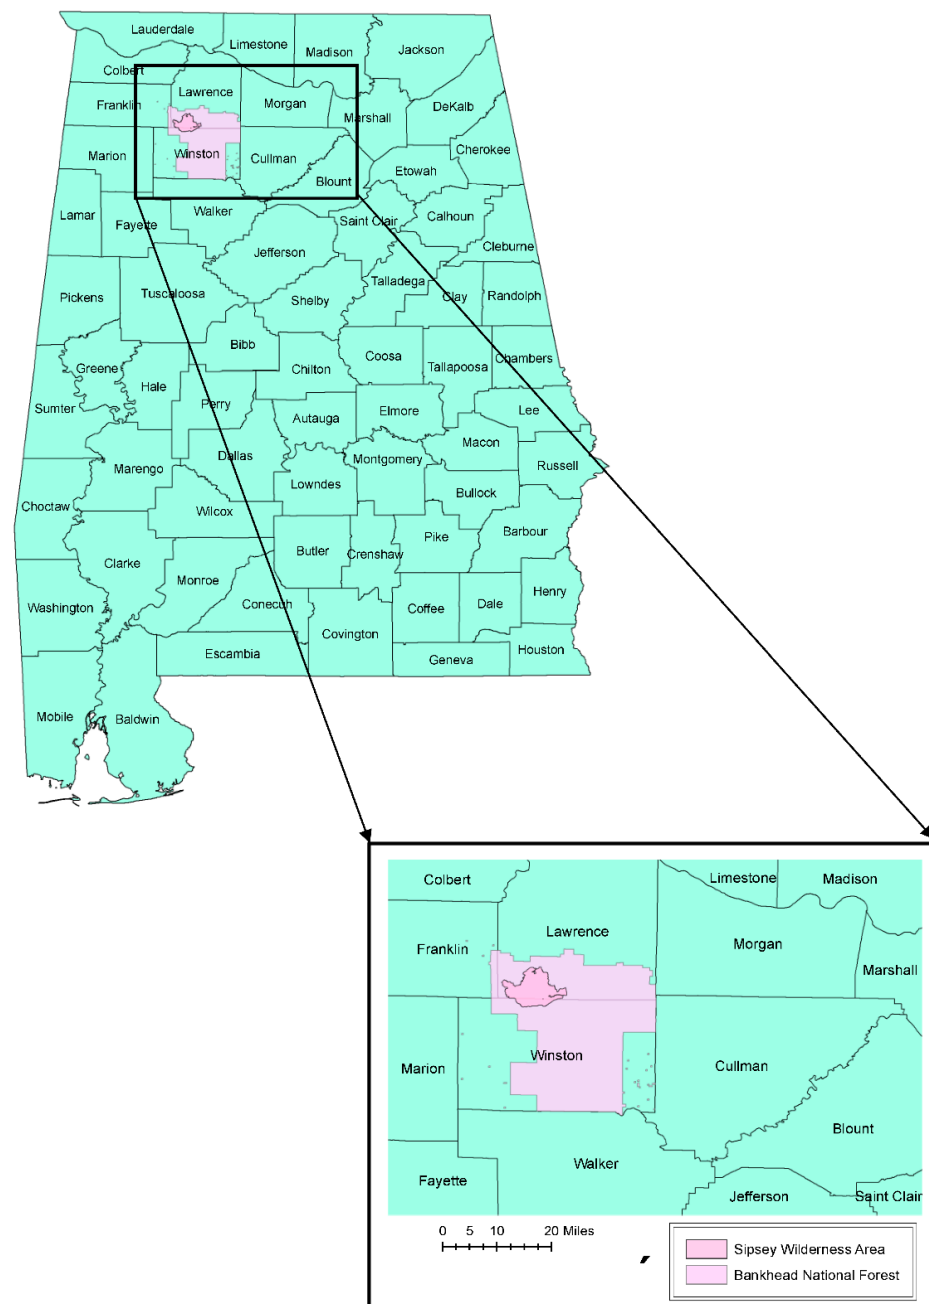 Lauderdale
Limestone
Madison
Jackson
Colbert
Lawrence
Franklin
Morgan
DeKalb
Marshall
Cherokee
Marion
Winston
Cullman
Etowah
Blount
Lamar
Walker
Saint Clair
Calhoun
Fayette
Cleburne
Jefferson
Talladega
Pickens
Tuscaloosa
Shelby
Clay
Randolph
Bibb
Coosa
Chambers
Greene
Chilton
Tallapoosa
Hale
Perry
Sumter
Autauga
Elmore
Lee
Macon
Dallas
Montgomery
Marengo
Russell
Lowndes
Bullock
Choctaw
Wilcox
Pike
Barbour
Clarke
Butler
Crenshaw
Monroe
Henry
Washington
Conecuh
Coffee
Dale
Covington
Escambia
Geneva
Houston
Mobile
Baldwin
Colbert
Limestone
Madison
Lawrence
Franklin
Morgan
Marshall
Winston
Marion
Cullman
Blount
Walker
Fayette
Jefferson
Saint Clair
0 5 10 20 Miles
Sipsey Wilderness Area
Bankhead National Forest